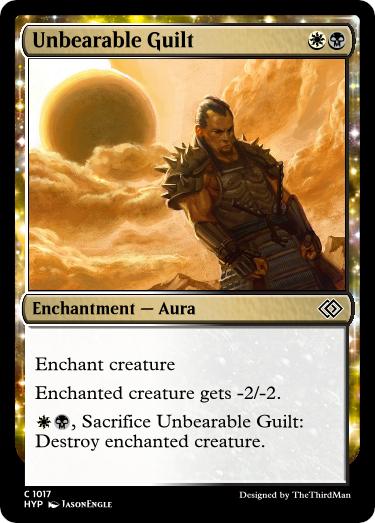 Unbearable Guilt
Enchantment — Aura
Enchant creature
Enchanted creature gets -2/-2.
, Sacrifice Unbearable Guilt:
Destroy enchanted creature.
C 1017
HYP JASONENGLE
Designed by TheThirdMan